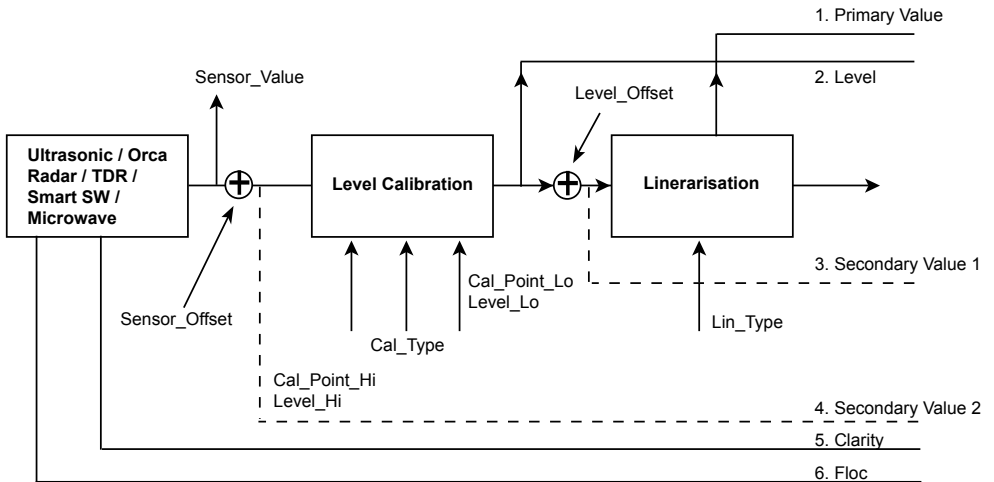 1. Primary Value
2. Level
Sensor_Value
Level_Offset
Ultrasonic / Orca
Radar / TDR /
Smart SW /
Microwave
Level Calibration
Linerarisation
3. Secondary Value 1
Cal_Point_Lo
Level_Lo
Sensor_Offset
Cal_Type
Lin_Type
Cal_Point_Hi
Level_Hi
4. Secondary Value 2
5. Clarity
6. Floc